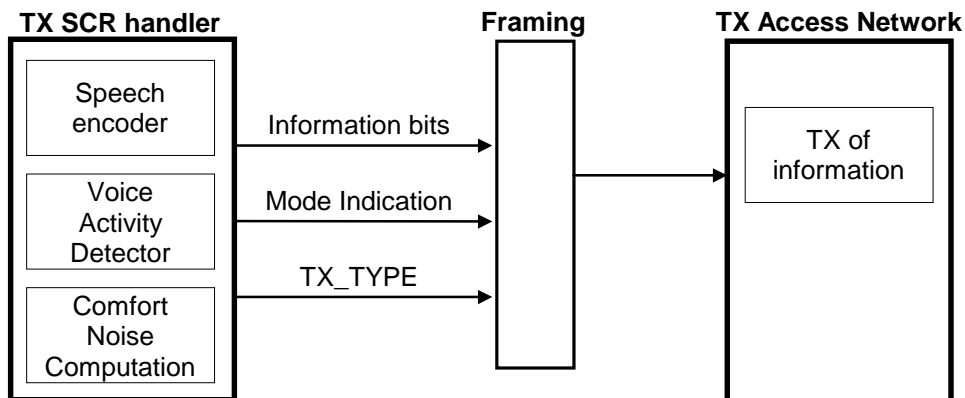 TX SCR handler
Framing
TX Access Network
Speech
encoder
Information bits
TX of
information
Voice
Activity
Detector
Mode Indication
TX_TYPE
Comfort
Noise
Computation